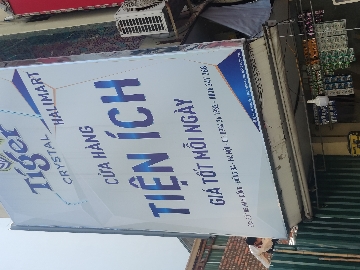 Tiger
CRYSTAL
HALIMART
CỬA HÀNG
TIỆN ÍCH
GIÁ TỐT MỖI NGÀY